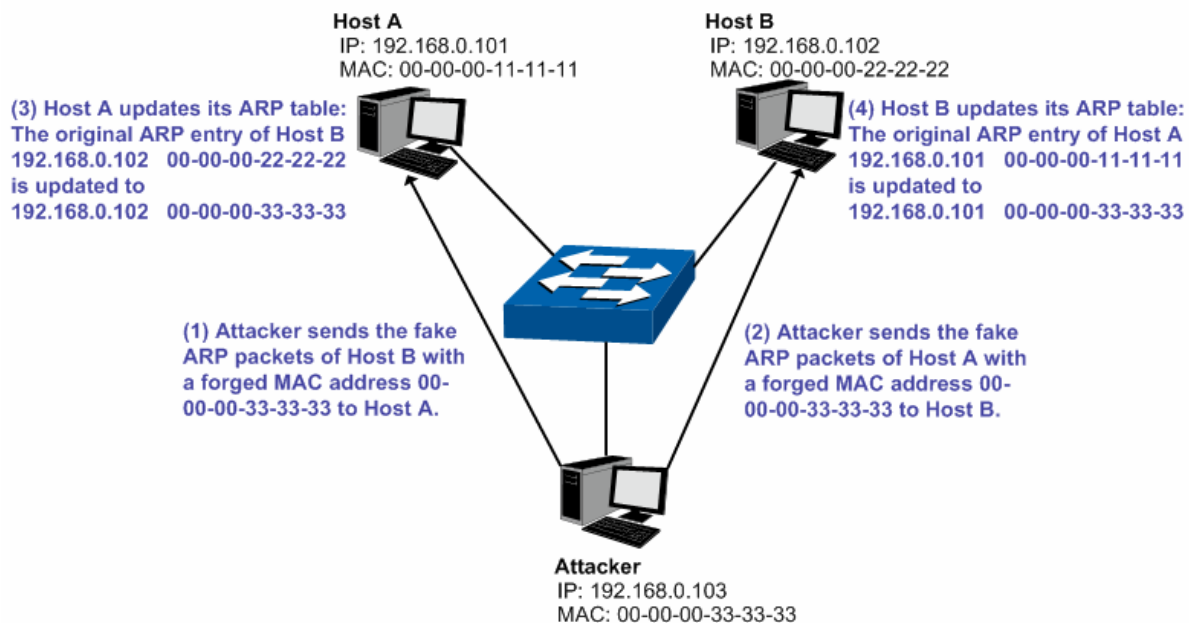 Host A
IP: 192.168.0.101
MAC: 00-00-00-11-11-11
Host B
IP: 192.168.0.102
MAC: 00-00-00-22-22-22
(3) Host A updates its ARP table:
The original ARP entry of Host B
192.168.0.102 00-00-00-22-22-22
is updated to
192.168.0.102 00-00-00-33-33-33
(4) Host B updates its ARP table:
The original ARP entry of Host A
192.168.0.101 00-00-00-11-11-11
is updated to
192.168.0.101 00-00-00-33-33-33
(1) Attacker sends the fake
ARP packets of Host B with
a forged MAC address 00-
00-00-33-33-33 to Host A.
(2) Attacker sends the fake
ARP packets of Host A with
a forged MAC address 00-
00-00-33-33-33 to Host B.
Attacker
IP: 192.168.0.103
MAC: 00-00-00-33-33-33